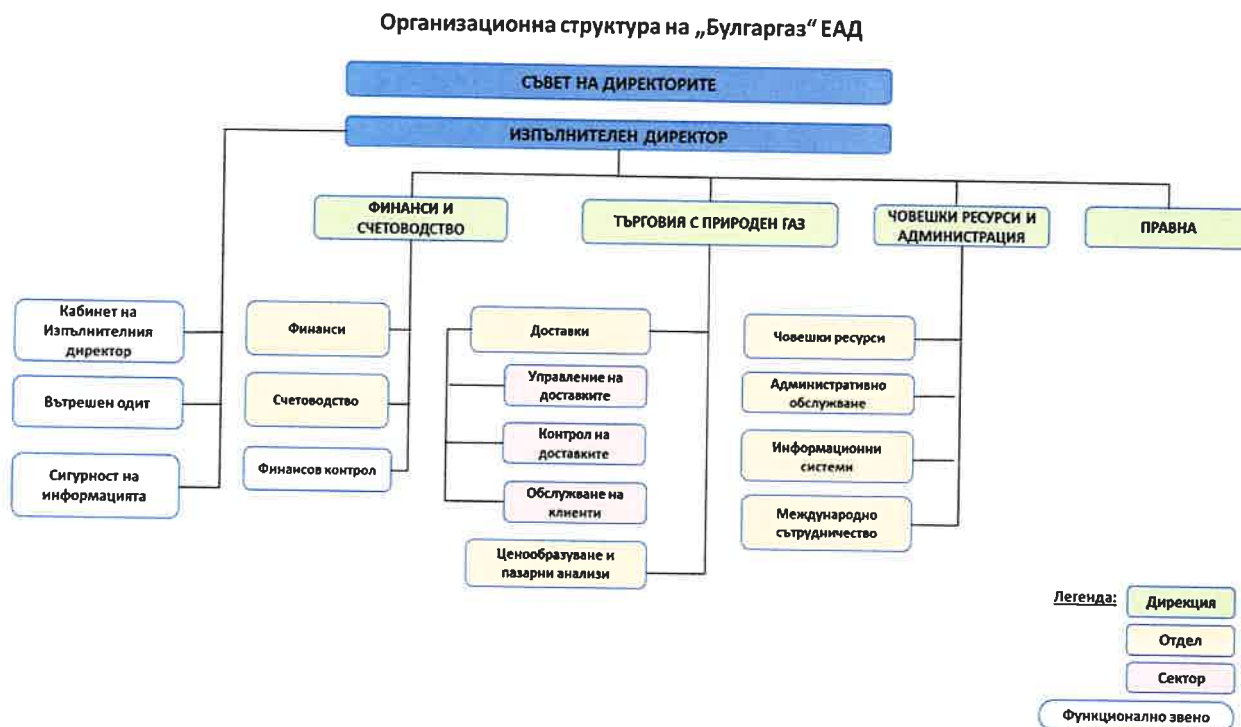 Организационна структура на „Булгаргаз“ ЕАД
СЪВЕТ НА ДИРЕКТОРИТЕ
ИЗПЪЛНИТЕЛЕН ДИРЕКТОР
ФИНАНСИ И
СЧЕТОВОДСТВО
ТЪРГОВИЯ С ПРИРОДЕН ГАЗ
ЧОВЕШКИ РЕСУРСИ И
АДМИНИСТРАЦИЯ
ПРАВНА
Кабинет на
Изпълнителния
директор
Вътрешен одит
Сигурност на
информацията
Финанси
Счетоводство
Финансов контрол
Доставки
Управление на
доставките
Контрол на
доставките
Обслужване на
клиенти
Ценообразуване и
пазарни анализи
Човешки ресурси
Административно
обслужване
Информационни
системи
Международно
сътрудничество
Легенда:
Дирекция
Отдел
Сектор
Функционално звено